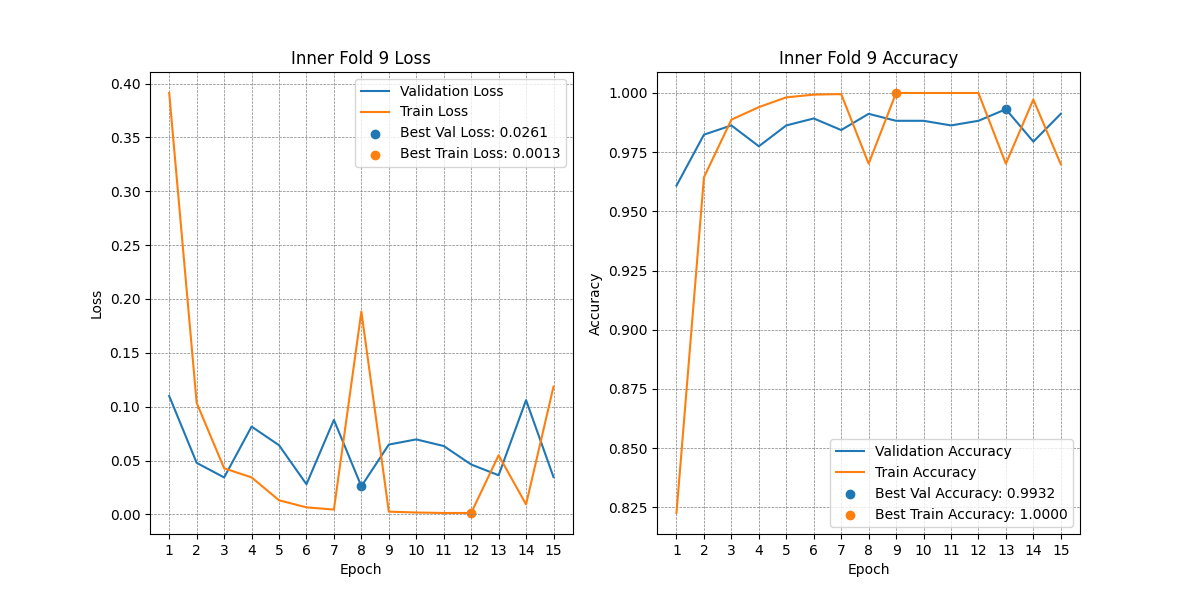 Inner Fold 9 Loss
0.40
0.35
0.30
0.25
0.20
0.15
0.10
0.05
0.00
Loss
Validation Loss
Train Loss
Best Val Loss: 0.0261
Best Train Loss: 0.0013
1 2 3 4 5 6 7 8 9 10 11 12 13 14 15
Epoch
Inner Fold 9 Accuracy
1.000
0.975
0.950
0.925
0.900
0.875
0.850
0.825
Accuracy
Validation Accuracy
Train Accuracy
Best Val Accuracy: 0.9932
Best Train Accuracy: 1.0000
1 2 3 4 5 6 7 8 9 10 11 12 13 14 15
Epoch